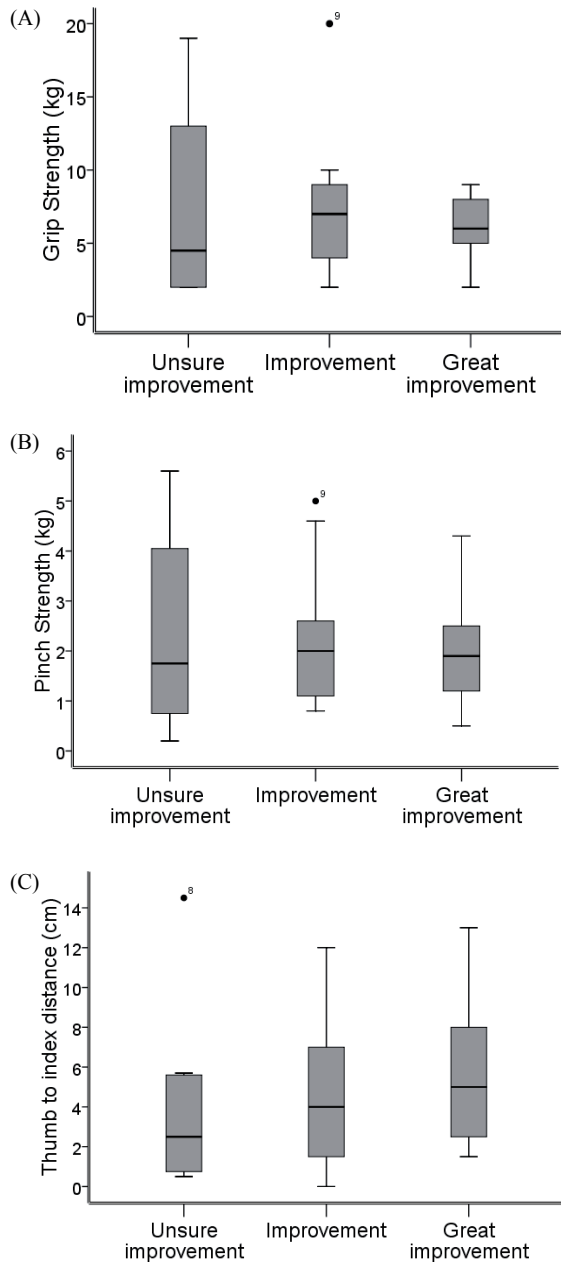 (A)
Grip Strength (kg)
20
15
10
5
0
9
Unsure improvement
Improvement
Great improvement
(B)
Pinch Strength (kg)
6
5
4
3
2
1
0
9
Unsure improvement
Improvement
Great improvement
(C)
Thumb to index distance (cm)
14
12
10
8
6
4
2
0
8
Unsure improvement
Improvement
Great improvement